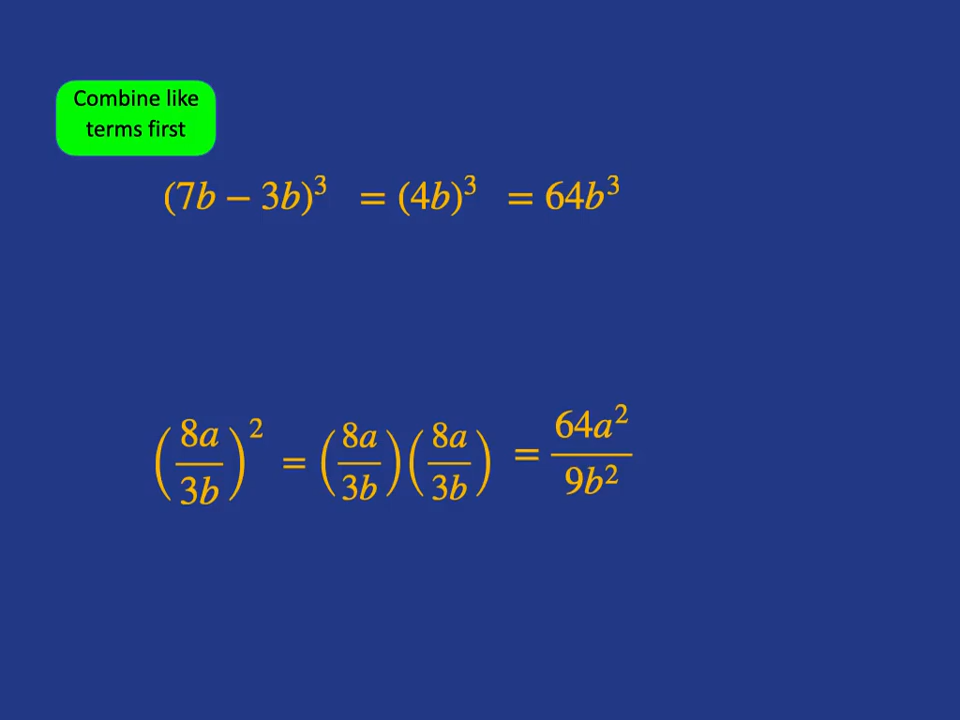 Combine like
terms first
(7b − 3b)³ = (4b)³ = 64b³
(8a/3b)² = (8a/3b)(8a/3b) = 64a²/9b²